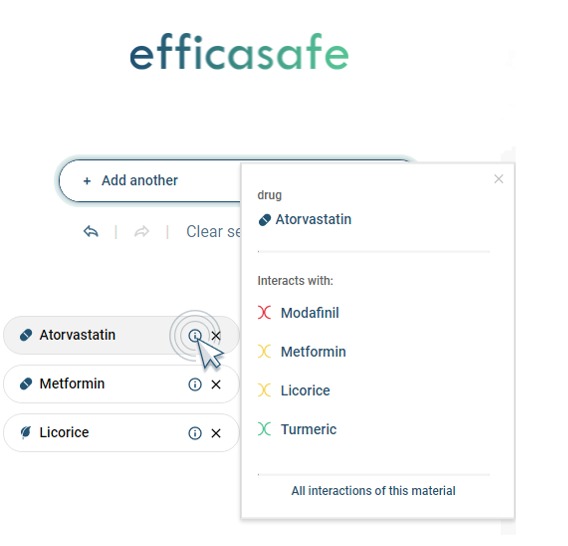 efficasafe
+ Add another
Clear se
Atorvastatin
Metformin
Licorice
drug
Atorvastatin
Interacts with:
Modafinil
Metformin
Licorice
Turmeric
All interactions of this material